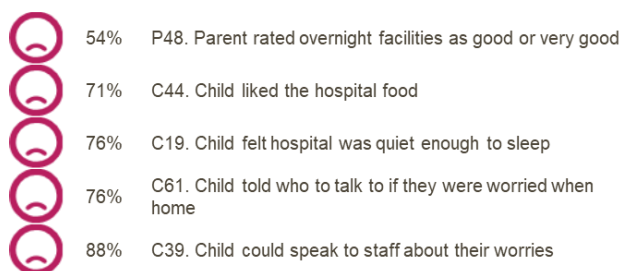 54% P48. Parent rated overnight facilities as good or very good
71% C44. Child liked the hospital food
76% C19. Child felt hospital was quiet enough to sleep
76% C61. Child told who to talk to if they were worried when
home
88% C39. Child could speak to staff about their worries